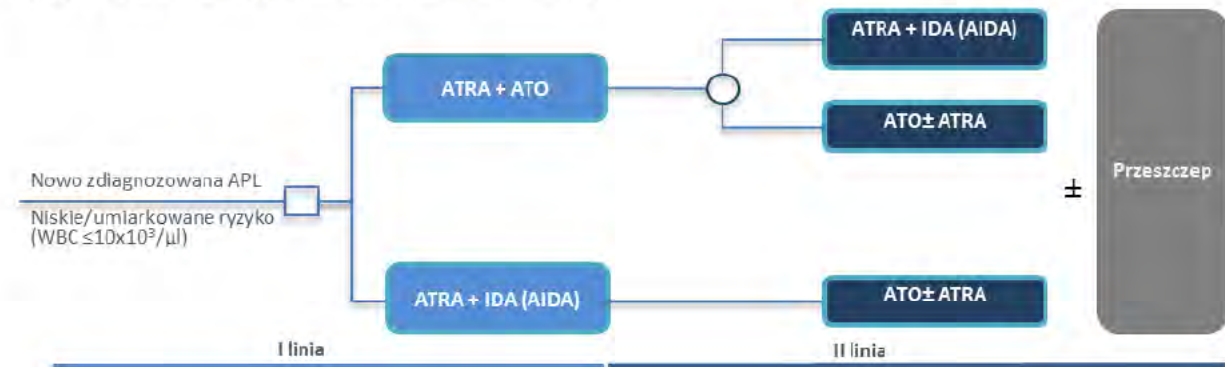 ATRA + IDA (AIDA)
ATRA + ATO
ATO± ATRA
Nowo zdiagnozowana APL
Niskie/umiarkowane ryzyko
(WBC ≤10x10³/µl)
±
Przeszczep
ATRA + IDA (AIDA)
ATO± ATRA
I linia
II linia